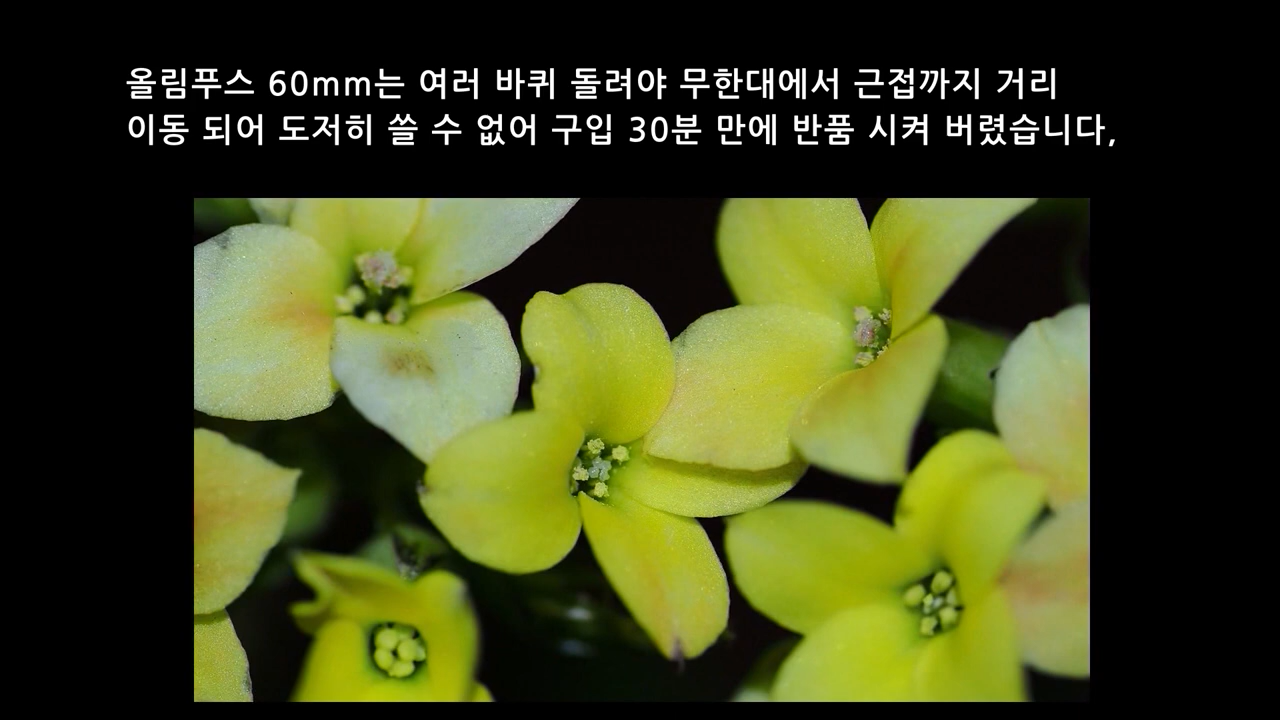 올림푸스 60mm는 여러 바퀴 돌려야 무한대에서 근접까지 거리
이동 되어 도저히 쓸 수 없어 구입 30분 만에 반품 시켜 버렸습니다,